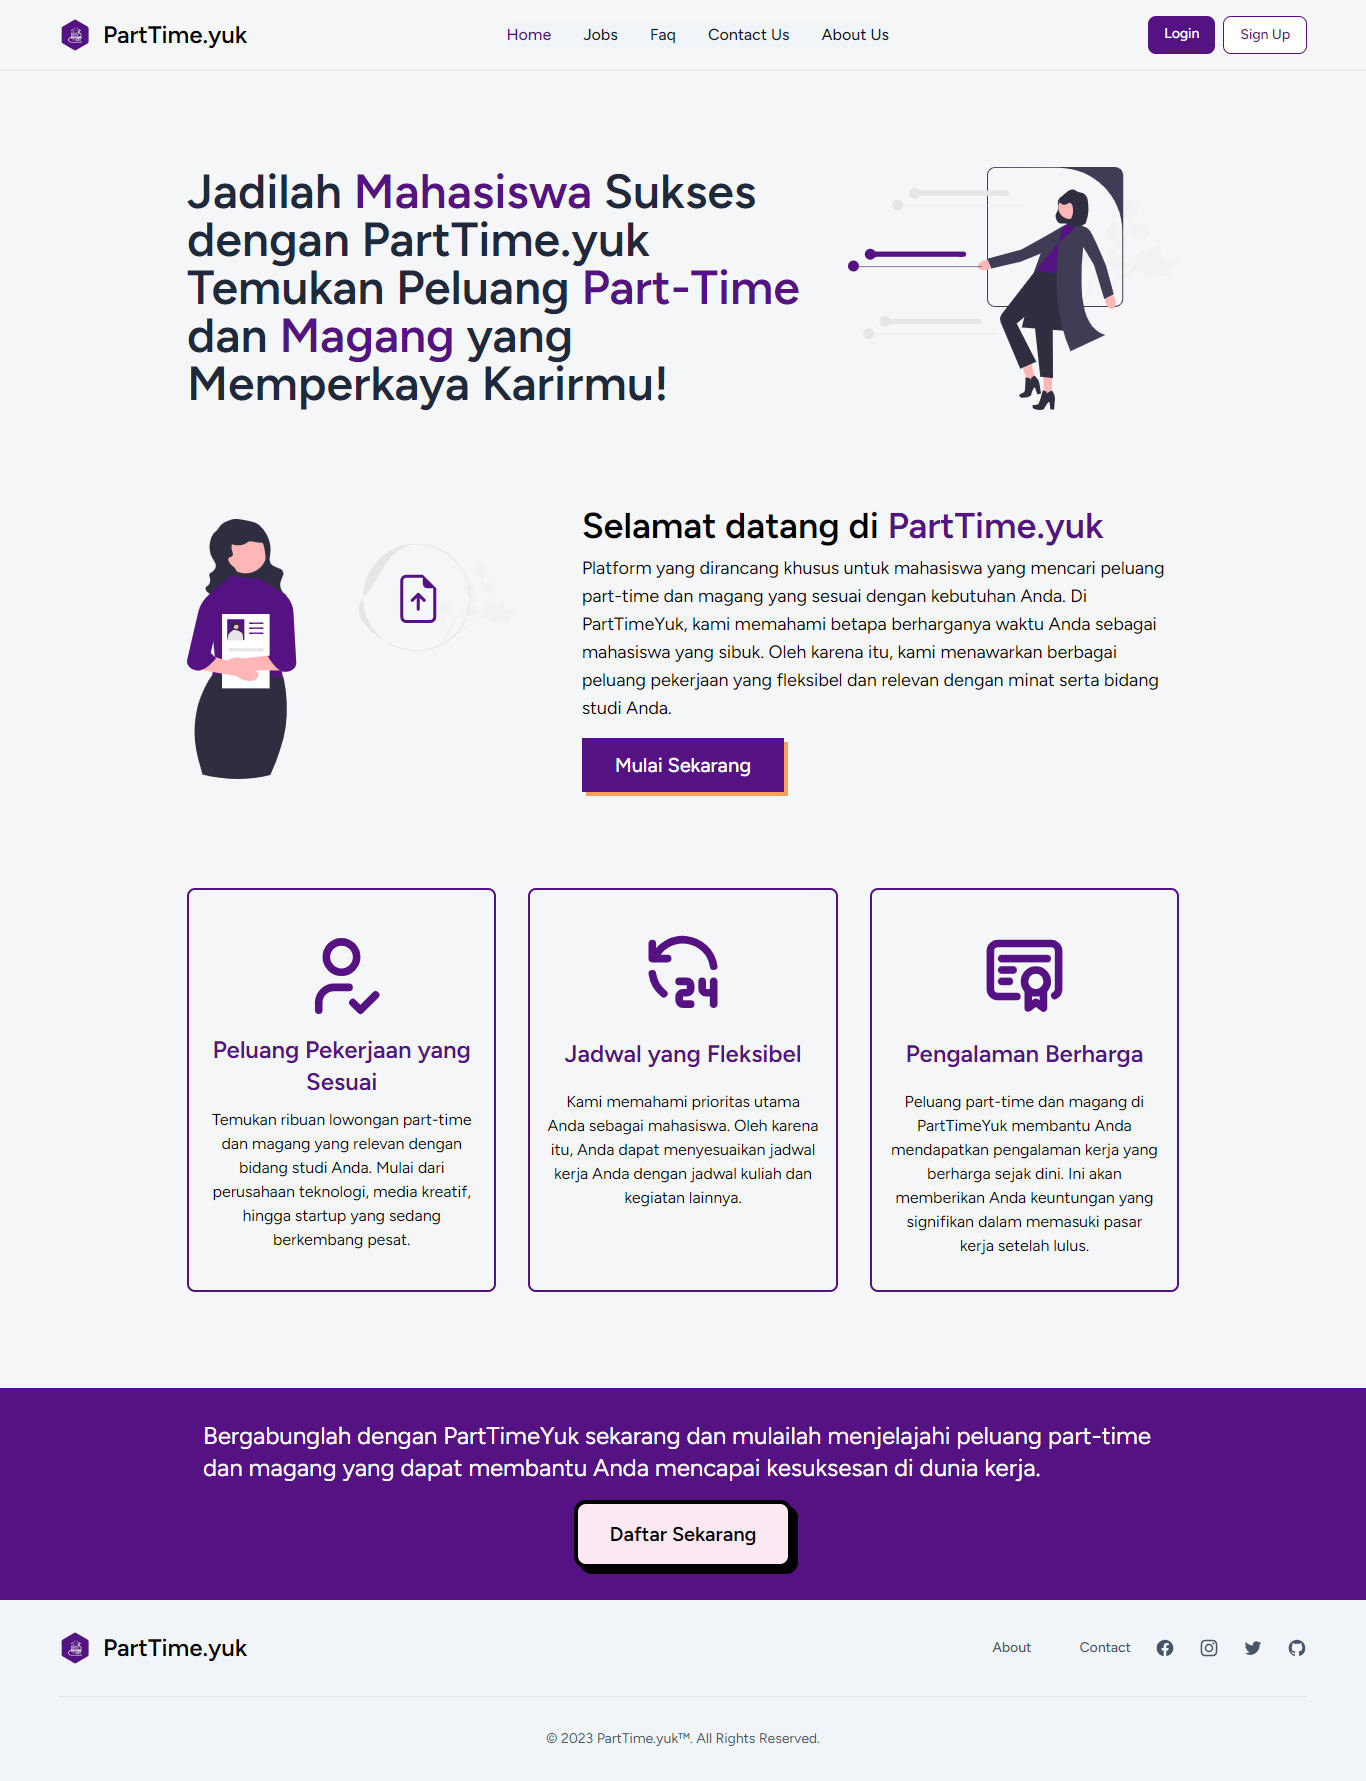 PartTime.yuk
Home Jobs Faq Contact Us About Us
Login Sign Up
Jadilah Mahasiswa Sukses
dengan PartTime.yuk
Temukan Peluang Part-Time
dan Magang yang
Memperkaya Karirmu!
Selamat datang di PartTime.yuk
Platform yang dirancang khusus untuk mahasiswa yang mencari peluang
part-time dan magang yang sesuai dengan kebutuhan Anda. Di
PartTimeYuk, kami memahami betapa berharganya waktu Anda sebagai
mahasiswa yang sibuk. Oleh karena itu, kami menawarkan berbagai
peluang pekerjaan yang fleksibel dan relevan dengan minat serta bidang
studi Anda.
Mulai Sekarang
Peluang Pekerjaan yang
Sesuai
Temukan ribuan lowongan part-time
dan magang yang relevan dengan
bidang studi Anda. Mulai dari
perusahaan teknologi, media kreatif,
hingga startup yang sedang
berkembang pesat.
24
Jadwal yang Fleksibel
Kami memahami prioritas utama
Anda sebagai mahasiswa. Oleh karena
itu, Anda dapat menyesuaikan jadwal
kerja Anda dengan jadwal kuliah dan
kegiatan lainnya.
Pengalaman Berharga
Peluang part-time dan magang di
PartTimeYuk membantu Anda
mendapatkan pengalaman kerja yang
berharga sejak dini. Ini akan
memberikan Anda keuntungan yang
signifikan dalam memasuki pasar
kerja setelah lulus.
Bergabunglah dengan PartTimeYuk sekarang dan mulailah menjelajahi peluang part-time
dan magang yang dapat membantu Anda mencapai kesuksesan di dunia kerja.
Daftar Sekarang
PartTime.yuk
About Contact
© 2023 PartTime.yuk™. All Rights Reserved.